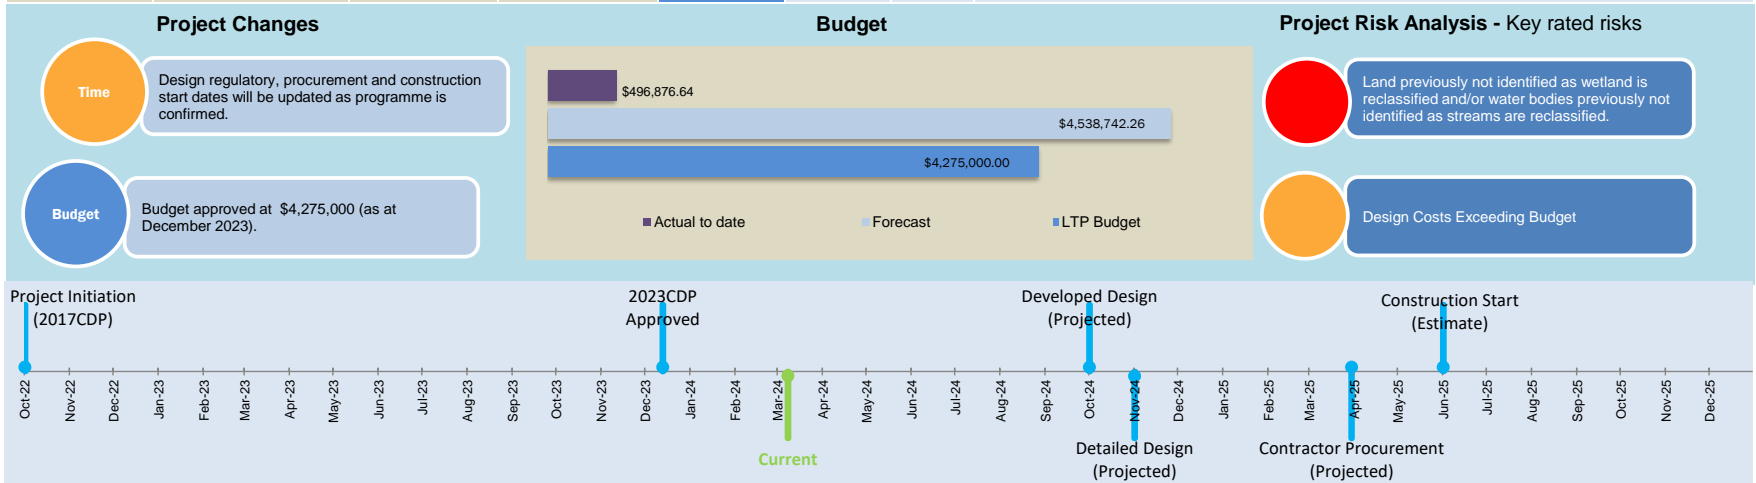 Project Changes
Time
Design regulatory, procurement and construction
start dates will be updated as programme is
confirmed.
Budget
Budget approved at $4,275,000 (as at
December 2023).
Budget
$496,876.64
$4,538,742.26
$4,275,000.00
Actual to date
Forecast
LTP Budget
Project Risk Analysis - Key rated risks
Land previously not identified as wetland is
reclassified and/or water bodies previously not
identified as streams are reclassified.
Design Costs Exceeding Budget
Project Initiation
(2017CDP)
2023CDP
Approved
Developed Design
(Projected)
Construction Start
(Estimate)
Oct-22
Nov-22
Dec-22
Jan-23
Feb-23
Mar-23
Apr-23
May-23
Jun-23
Jul-23
Aug-23
Sep-23
Oct-23
Nov-23
Dec-23
Jan-24
Feb-24
Mar-24
Apr-24
May-24
Jun-24
Jul-24
Aug-24
Sep-24
Oct-24
Nov-24
Dec-24
Jan-25
Feb-25
Mar-25
Apr-25
May-25
Jun-25
Jul-25
Aug-25
Sep-25
Oct-25
Nov-25
Dec-25
Current
Detailed Design
(Projected)
Contractor Procurement
(Projected)